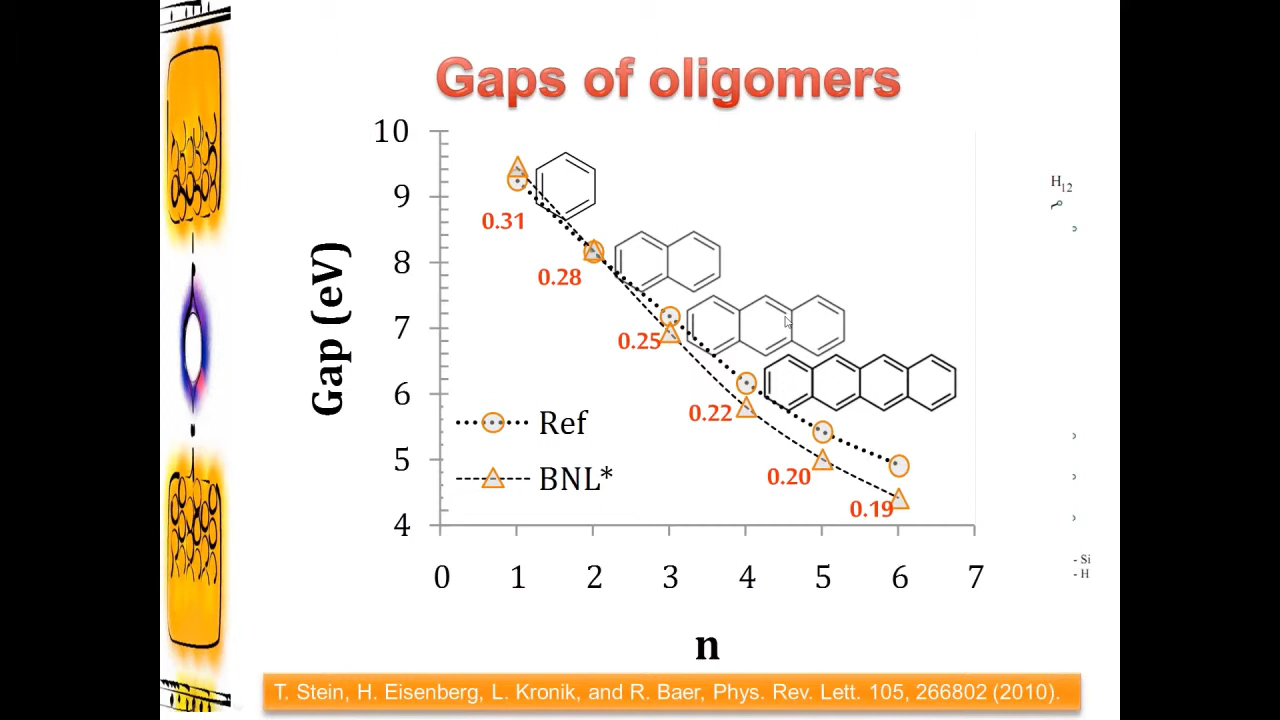 Gaps of oligomers
10
9
8
7
6
5
4
Gap (eV)
0.31
0.28
0.25
0.22
0.20
0.19
Ref
BNL*
0 1 2 3 4 5 6 7
n
H12
- Si
- H
T. Stein, H. Eisenberg, L. Kronik, and R. Baer, Phys. Rev. Lett. 105, 266802 (2010).